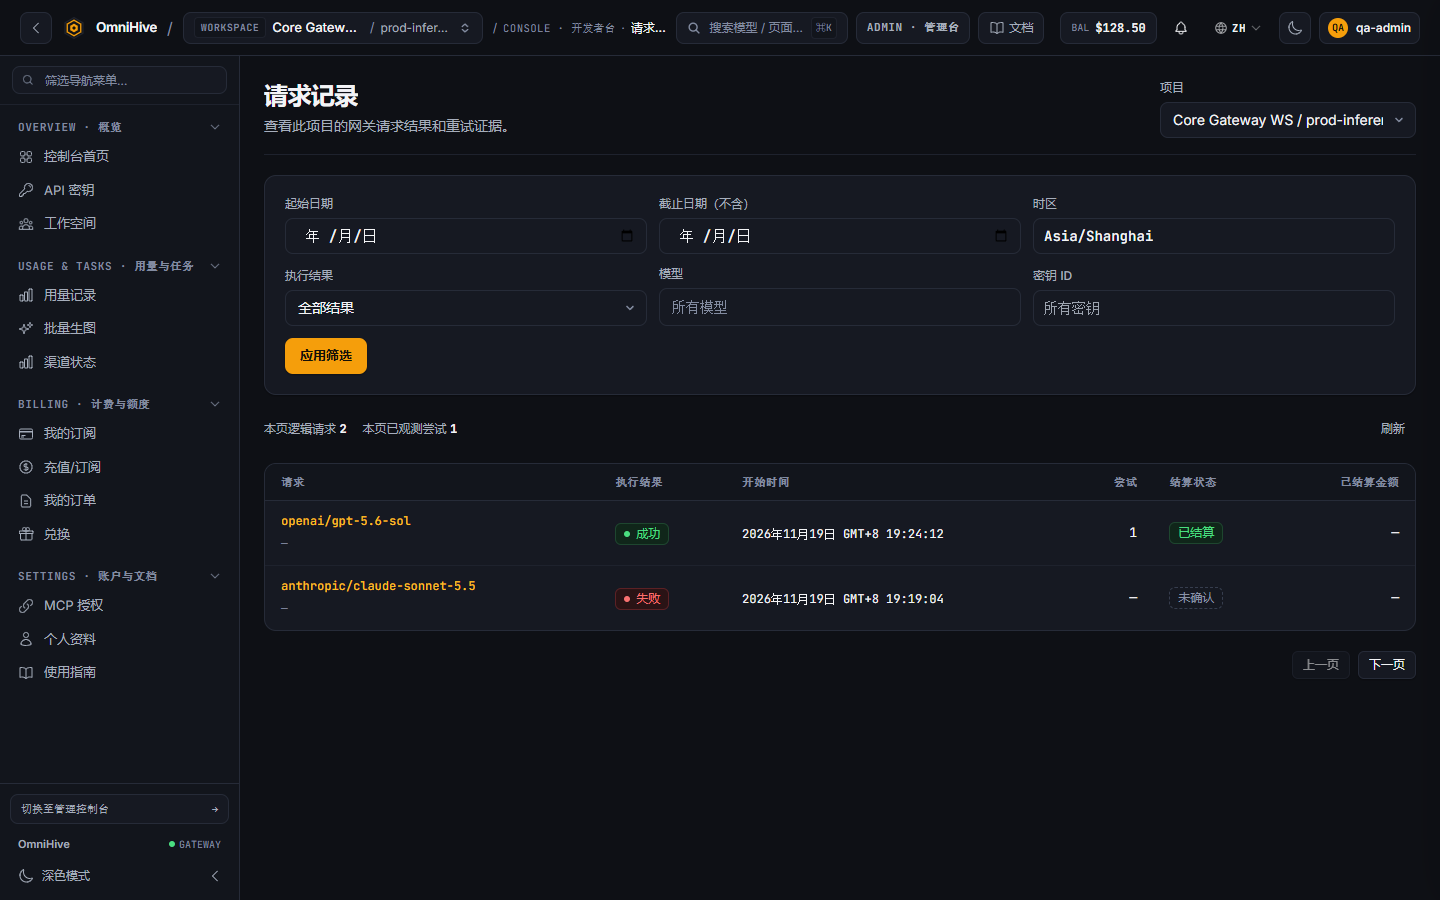 OmniHive / WORKSPACE Core Gatew... / prod-infer... / CONSOLE · 开发者台 · 请求... 搜索模型 / 页面... ⌘K ADMIN · 管理台 文档 BAL $128.50 ZH QA qa-admin
筛选导航菜单...
OVERVIEW · 概览
控制台首页
API 密钥
工作空间
USAGE & TASKS · 用量与任务
用量记录
批量生图
渠道状态
BILLING · 计费与额度
我的订阅
充值/订阅
我的订单
兑换
SETTINGS · 账户与文档
MCP 授权
个人资料
使用指南
切换至管理控制台 →
OmniHive GATEWAY
深色模式
请求记录
查看此项目的网关请求结果和重试证据。
项目
Core Gateway WS / prod-inferer
起始日期 截止日期（不含） 时区
年 /月/日 年 /月/日 Asia/Shanghai
执行结果 模型 密钥 ID
全部结果 所有模型 所有密钥
应用筛选
本页逻辑请求 2 本页已观测尝试 1 刷新
请求 执行结果 开始时间 尝试 结算状态 已结算金额
openai/gpt-5.6-sol 成功 2026年11月19日 GMT+8 19:24:12 1 已结算 —
—
anthropic/claude-sonnet-5.5 失败 2026年11月19日 GMT+8 19:19:04 — 未确认 —
—
上一页 下一页